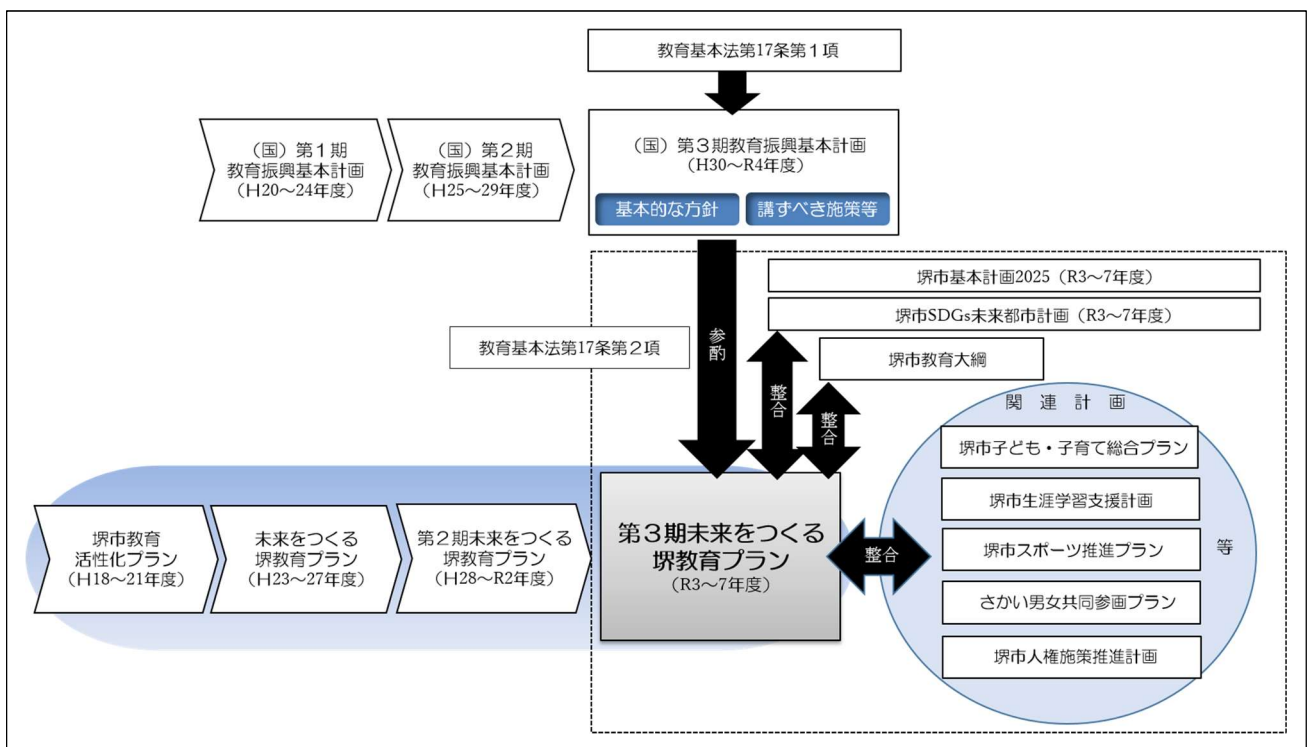 教育基本法第17条第1項
(国)第1期
教育振興基本計画
(H20~24年度)
(国)第2期
教育振興基本計画
(H25~29年度)
(国)第3期教育振興基本計画
(H30~R4年度)
基本的な方針
講ずべき施策等
堺市基本計画2025(R3~7年度)
堺市SDGs未来都市計画(R3~7年度)
教育基本法第17条第2項
参酌
堺市教育大綱
整合
整合
関連計画
堺市子ども・子育て総合プラン
堺市生涯学習支援計画
堺市スポーツ推進プラン
さかい男女共同参画プラン
堺市人権施策推進計画
等
堺市教育
活性化プラン
(H18~21年度)
未来をつくる
堺教育プラン
(H23~27年度)
第2期未来をつくる
堺教育プラン
(H28~R2年度)
第3期未来をつくる
堺教育プラン
(R3~7年度)
整合